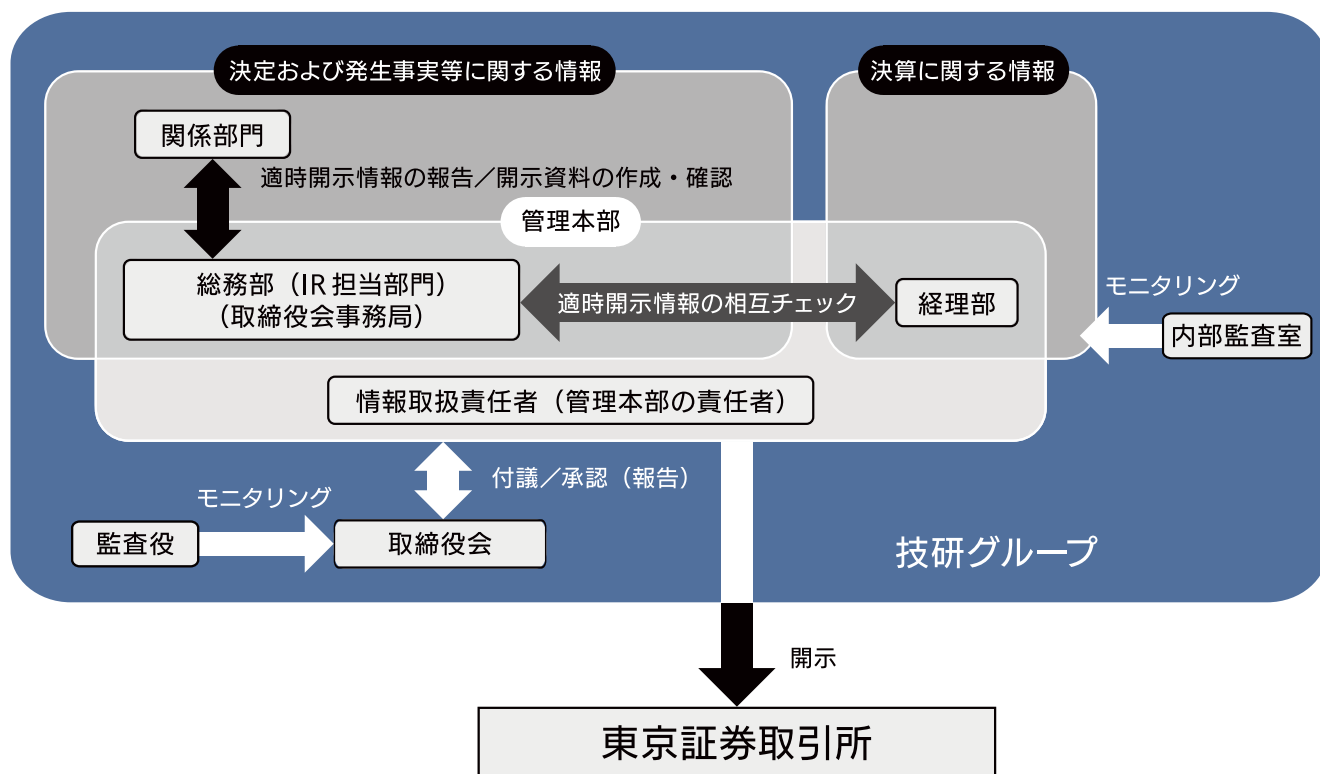 決定および発生事実等に関する情報
決算に関する情報
関係部門
適時開示情報の報告／開示資料の作成・確認
管理本部
総務部（IR 担当部門）
（取締役会事務局）
適時開示情報の相互チェック
経理部
モニタリング
内部監査室
情報取扱責任者（管理本部の責任者）
付議／承認（報告）
モニタリング
監査役
取締役会
技研グループ
開示
東京証券取引所